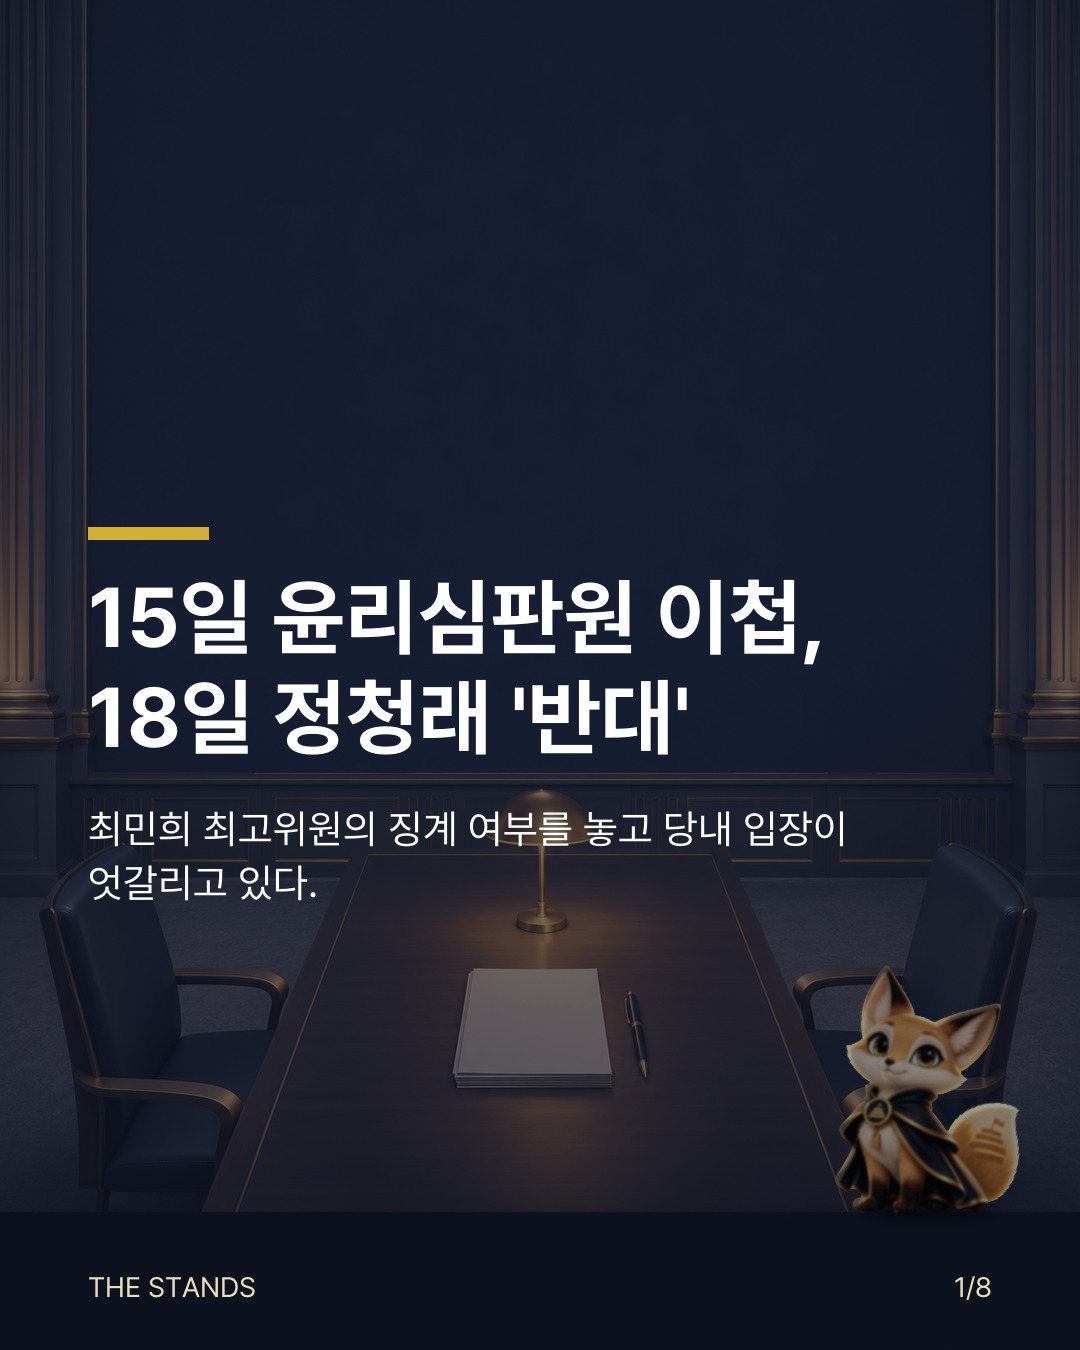 15일 윤리심판원 이첩,
18일 정청래 '반대'
최민희 최고위원의 징계 여부를 놓고 당내 입장이
엇갈리고 있다.
THE STANDS
1/8